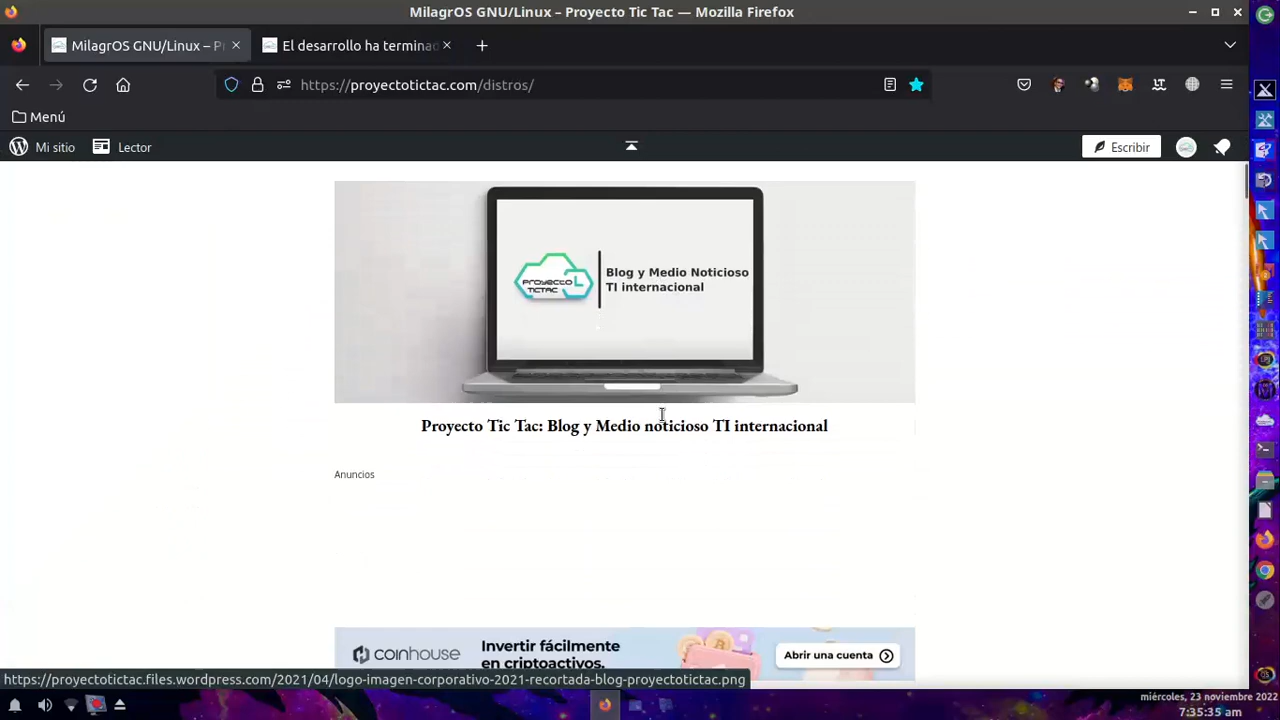 MilagrOS GNU/Linux – Proyecto Tic Tac — Mozilla Firefox
MilagrOS GNU/Linux – P
El desarrollo ha terminad
https://proyectotictac.com/distros/
Menú
Mi sitio
Lector
Escribir
PROYECTO
TICTAC
Blog y Medio Noticioso
TI internacional
Proyecto Tic Tac: Blog y Medio noticioso TI internacional
Anuncios
coinhouse
Invertir fácilmente
en criptoactivos.
Abrir una cuenta
https://proyectotictac.files.wordpress.com/2021/04/logo-imagen-corporativo-2021-recortada-blog-proyectotictac.png
miércoles, 23 noviembre 2022
7:35:35 am